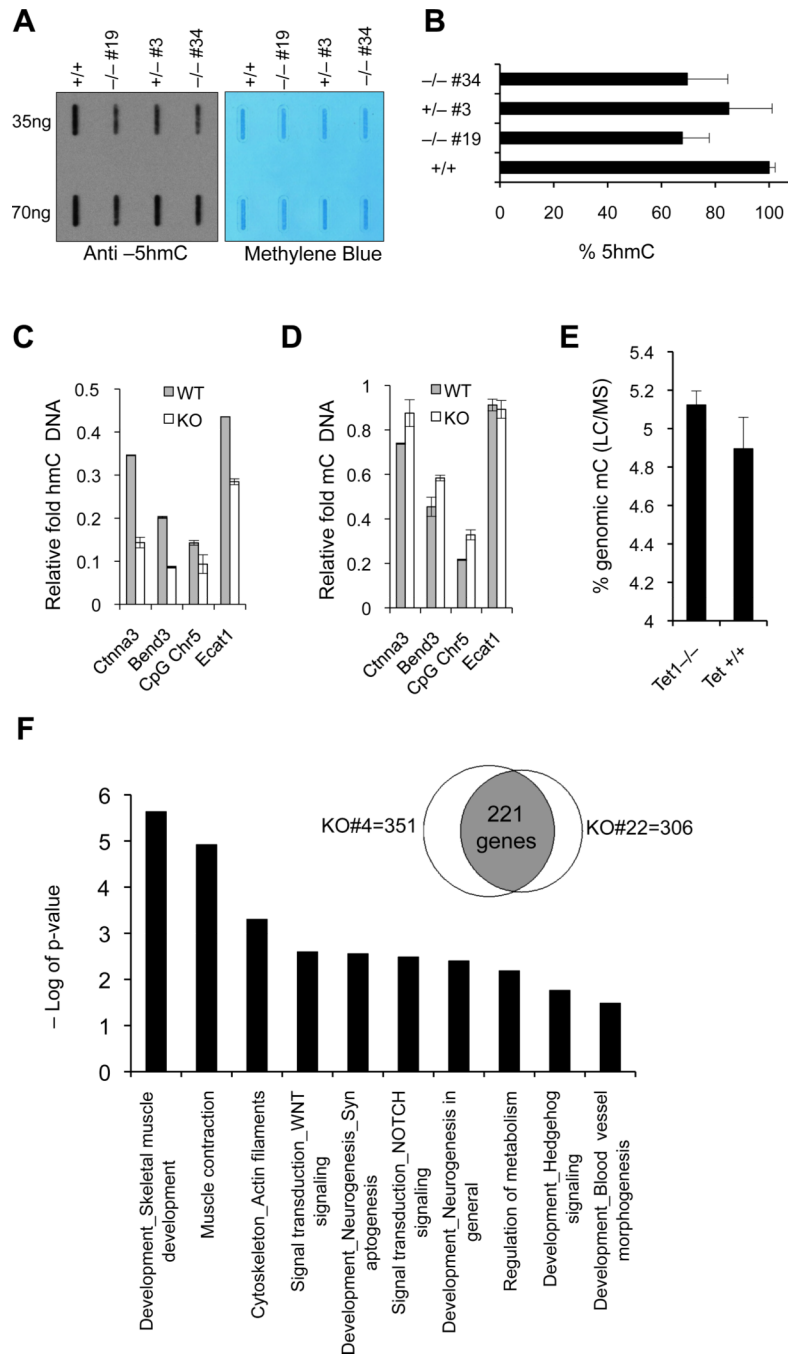 A
+/+
–/– #19
+/– #3
–/– #34
+/+
–/– #19
+/– #3
–/– #34
35ng
70ng
Anti –5hmC
Methylene Blue
B
–/– #34
+/– #3
–/– #19
+/+
0 20 40 60 80 100
% 5hmC
C
Relative fold hmC DNA
0.5
0.4
0.3
0.2
0.1
0
WT
KO
Ctnna3
Bend3
CpG Chr5
Ecat1
D
Relative fold mC DNA
1
0.8
0.6
0.4
0.2
0
WT
KO
Ctnna3
Bend3
CpG Chr5
Ecat1
E
% genomic mC (LC/MS)
5.4
5.2
5
4.8
4.6
4.4
4.2
4
Tet1–/–
Tet +/+
F
– Log of p-value
6
5
4
3
2
1
0
KO#4=351
221
genes
KO#22=306
Development_Skeletal muscle
development
Muscle contraction
Cytoskeleton_Actin filaments
Signal transduction_WNT
signaling
Development_Neurogenesis_Syn
aptogenesis
Signal transduction_NOTCH
signaling
Development_Neurogenesis in
general
Regulation of metabolism
Development_Hedgehog
signaling
Development_Blood vessel
morphogenesis